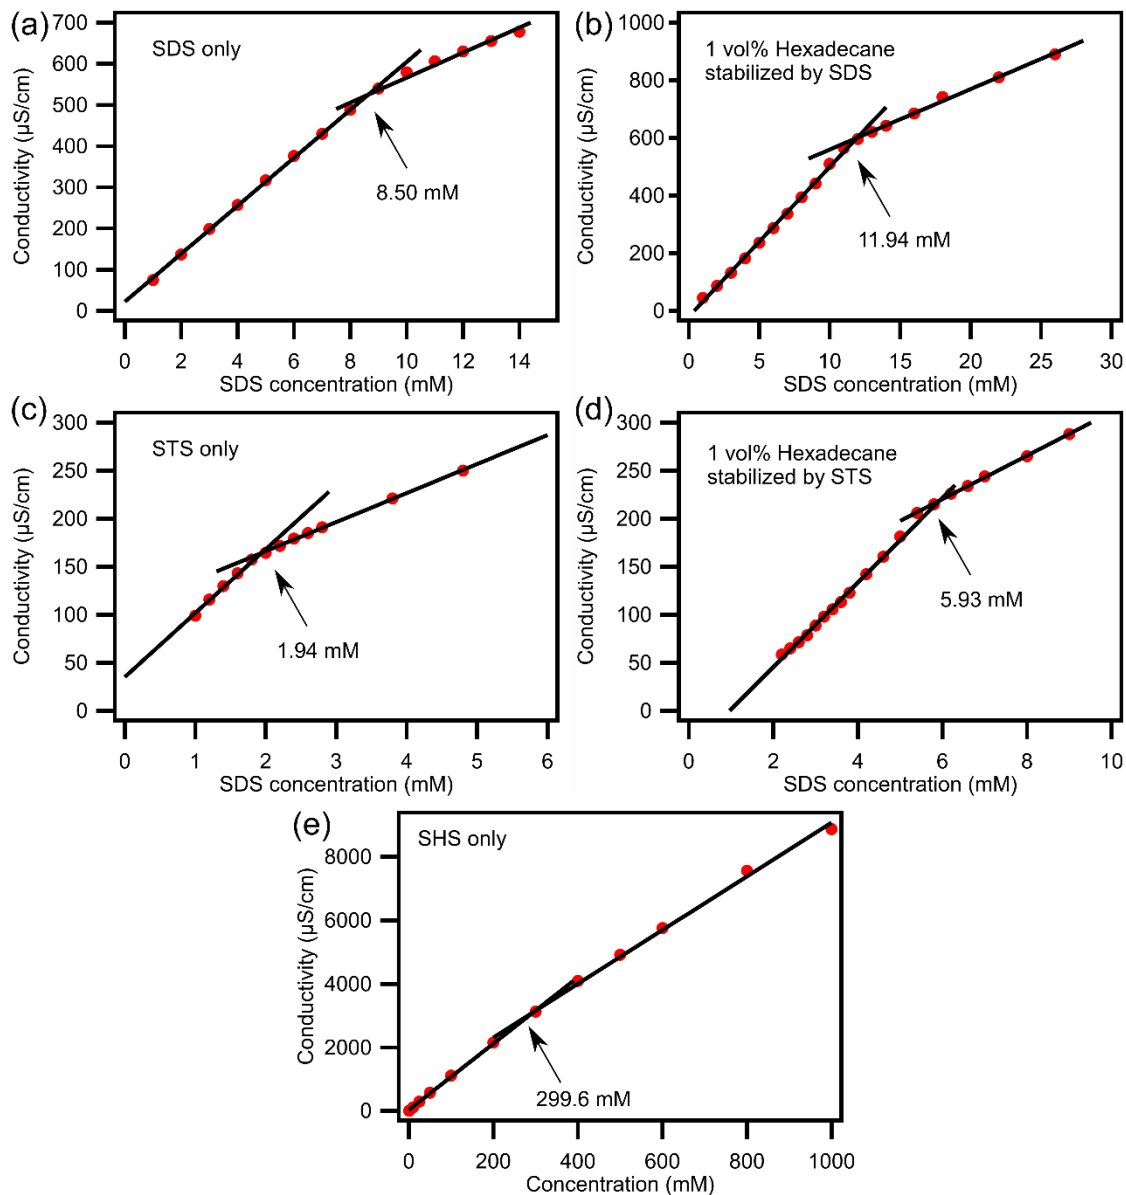 (a)
SDS only
700
600
500
400
300
200
100
0
Conductivity (µS/cm)
8.50 mM
0 2 4 6 8 10 12 14
SDS concentration (mM)
(b)
1 vol% Hexadecane
stabilized by SDS
1000
800
600
400
200
0
Conductivity (µS/cm)
11.94 mM
0 5 10 15 20 25 30
SDS concentration (mM)
(c)
STS only
300
250
200
150
100
50
0
Conductivity (µS/cm)
1.94 mM
0 1 2 3 4 5 6
SDS concentration (mM)
(d)
1 vol% Hexadecane
stabilized by STS
300
250
200
150
100
50
0
Conductivity (µS/cm)
5.93 mM
0 2 4 6 8 10
SDS concentration (mM)
(e)
SHS only
8000
6000
4000
2000
0
Conductivity (µS/cm)
299.6 mM
0 200 400 600 800 1000
Concentration (mM)